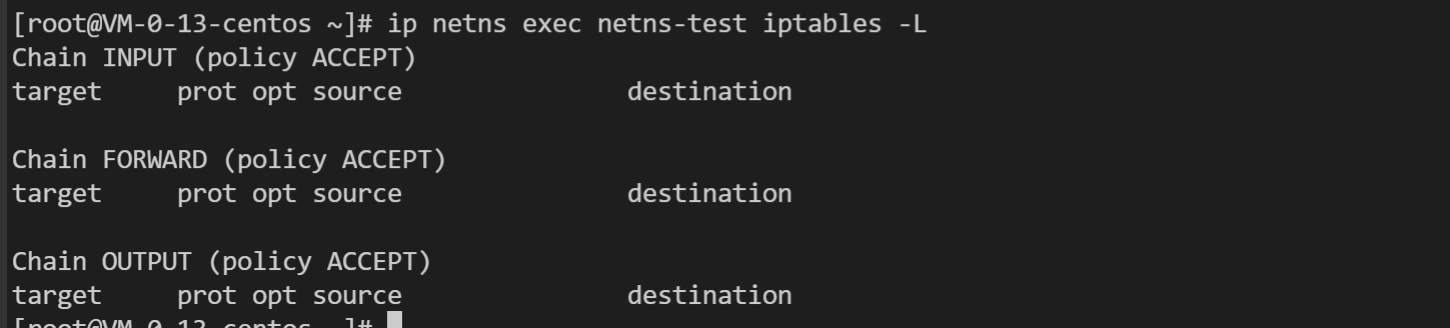 [root@VM-0-13-centos ~]# ip netns exec netns-test iptables -L
Chain INPUT (policy ACCEPT)
target     prot opt source               destination

Chain FORWARD (policy ACCEPT)
target     prot opt source               destination

Chain OUTPUT (policy ACCEPT)
target     prot opt source               destination
[root@VM-0-13-centos ~]#